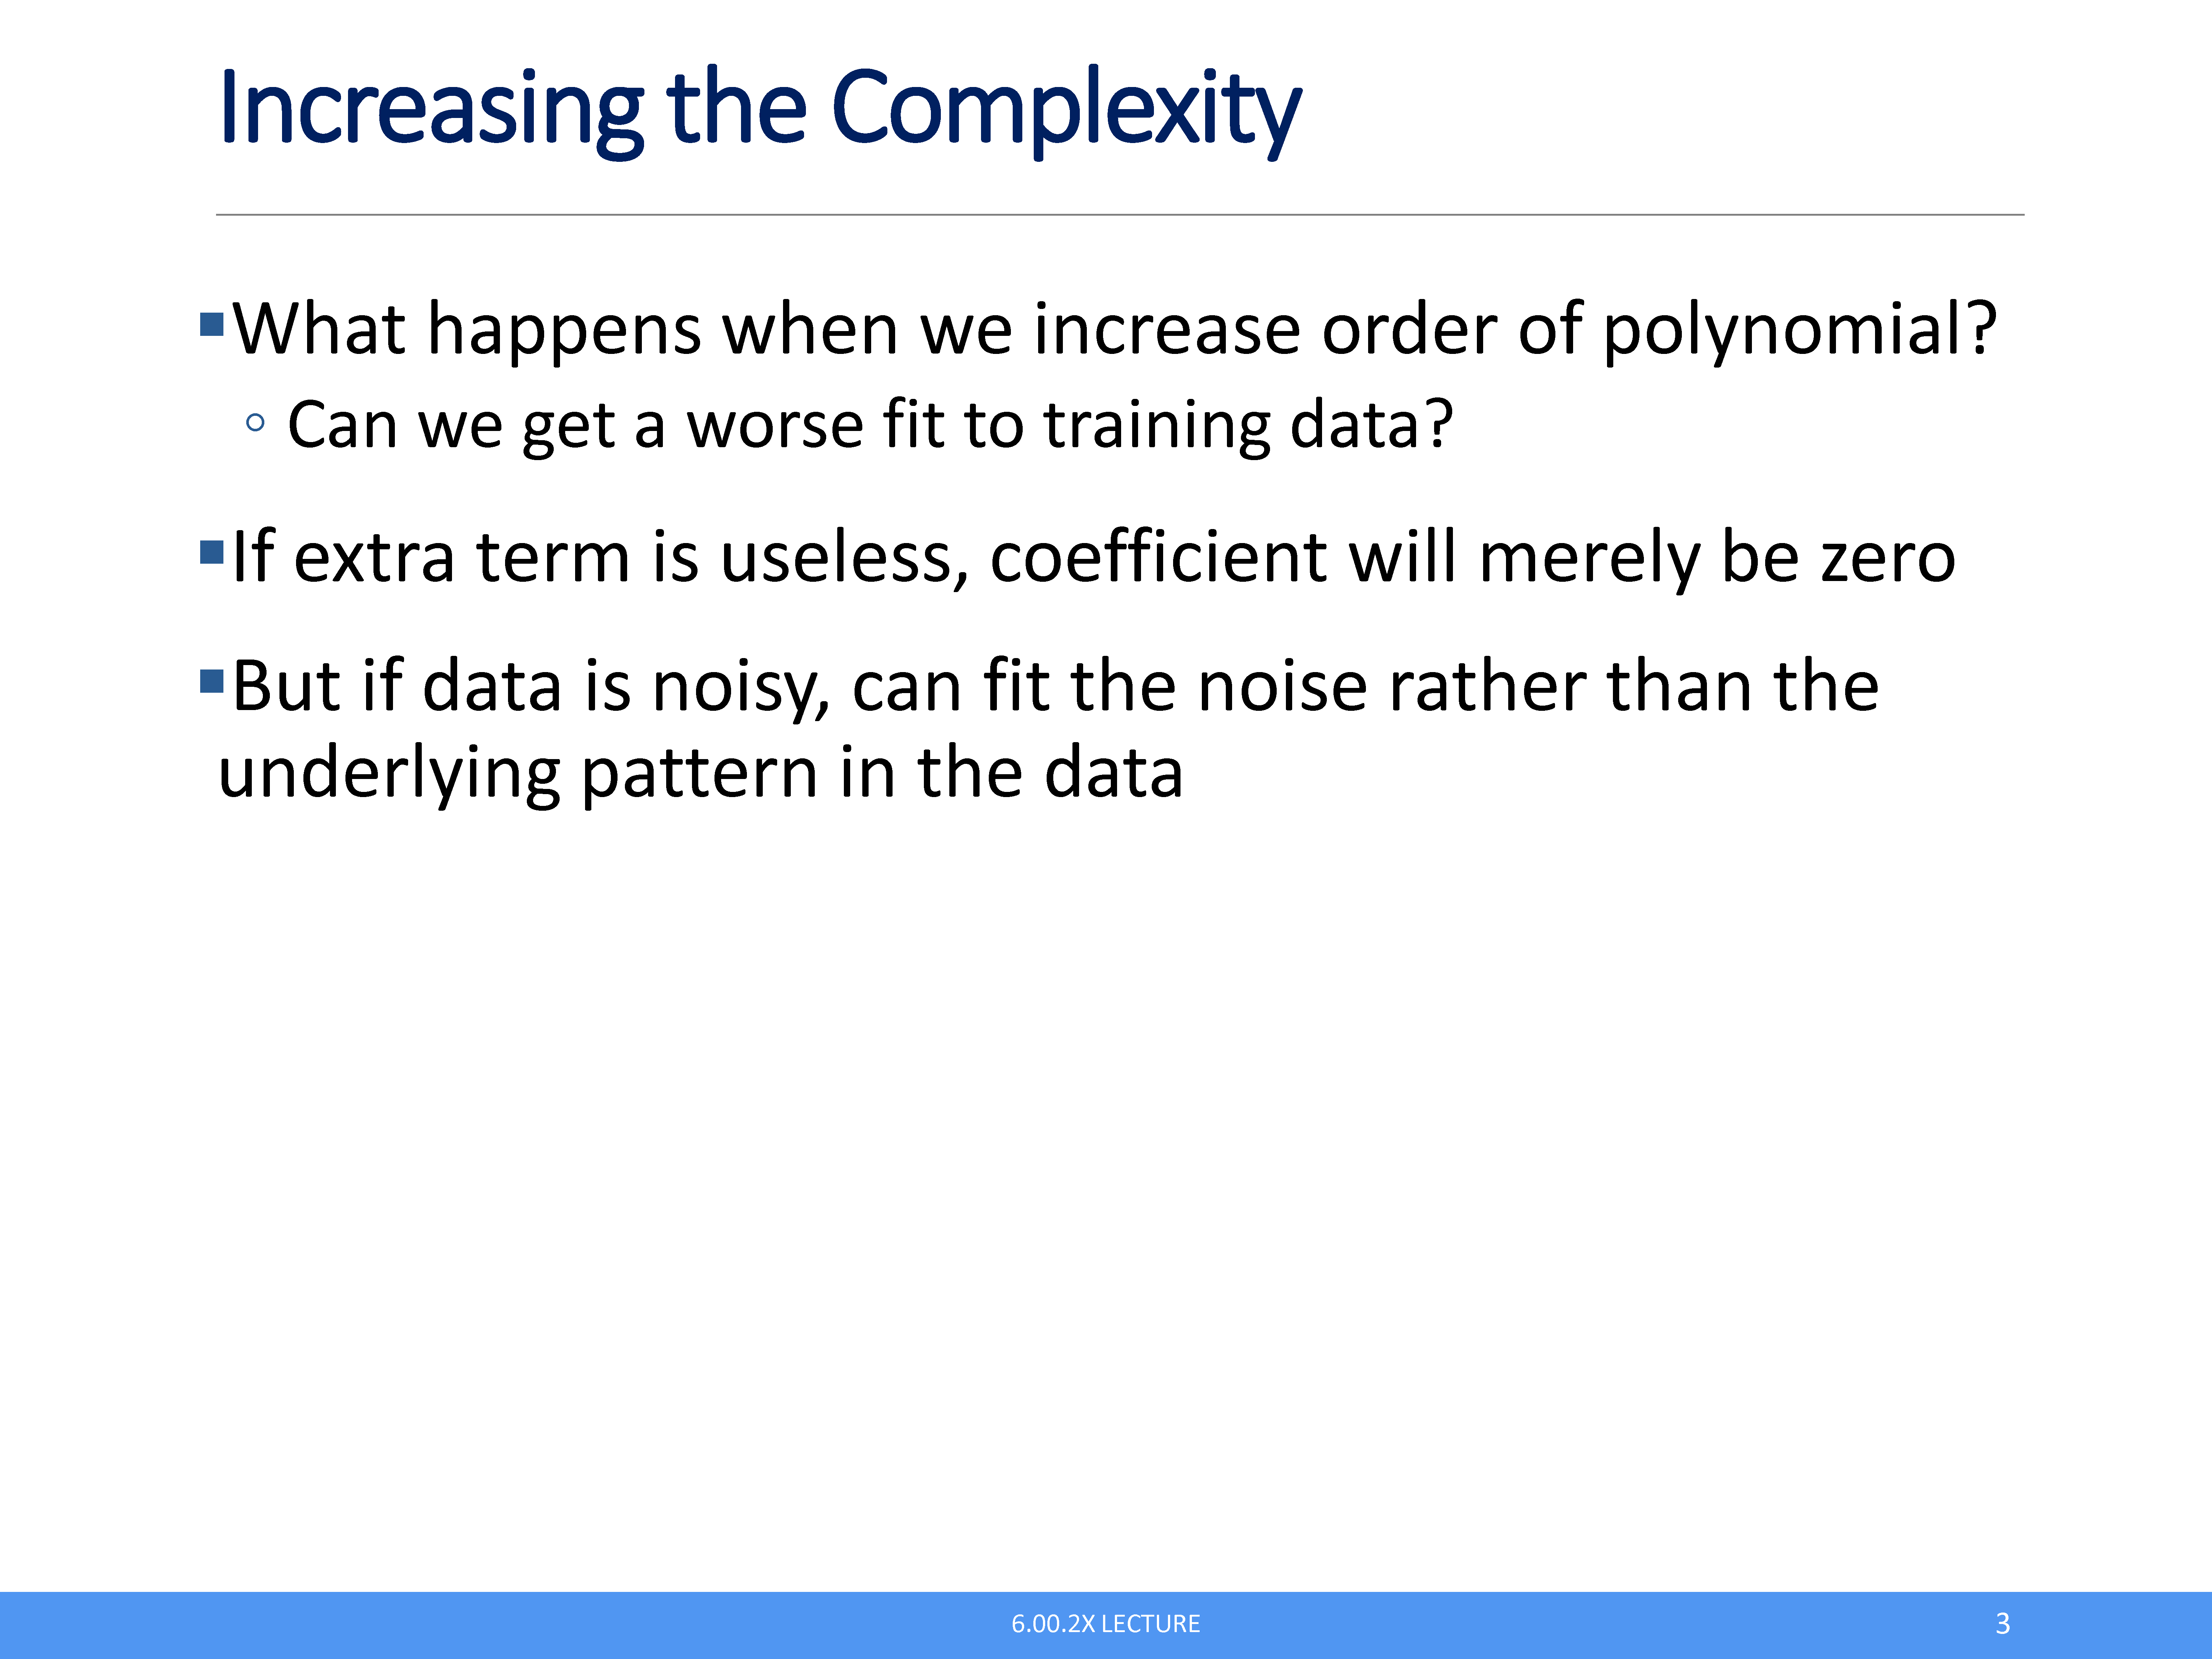 Increasing the Complexity
▪What happens when we increase order of polynomial?
◦ Can we get a worse fit to training data?
▪If extra term is useless, coefficient will merely be zero
▪But if data is noisy, can fit the noise rather than the
underlying pattern in the data
6.00.2X LECTURE
3